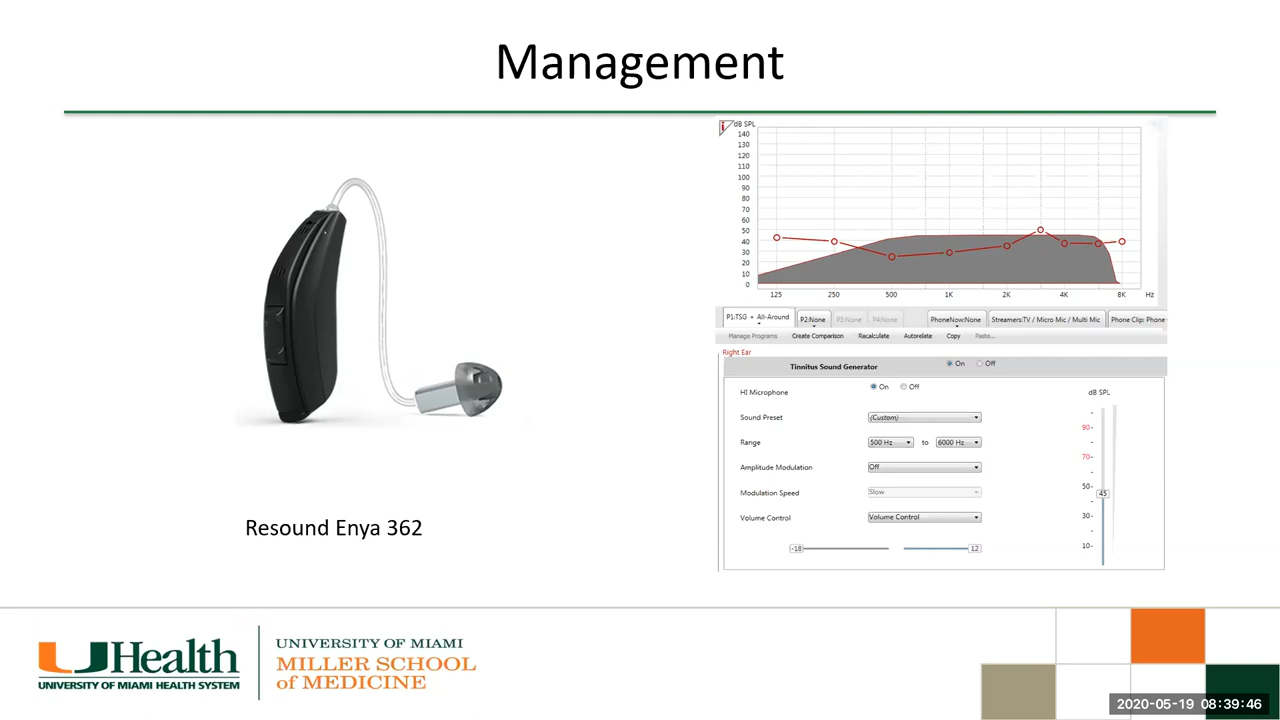 Management
dB SPL
140
130
120
110
100
90
80
70
60
50
40
30
20
10
0
125 250 500 1K 2K 4K 8K Hz
P1:TSG + All-Around P2:None P3:None P4:None PhoneNow:None Streamers:TV / Micro Mic / Multi Mic Phone Clip: Phone
Manage Programs Create Comparison Recalculate Autorelate Copy Paste...
Right Ear
Tinnitus Sound Generator On Off
HI Microphone On Off dB SPL
Sound Preset (Custom)
90-
Range 500 Hz to 6000 Hz
70-
Amplitude Modulation Off
50-
Modulation Speed Slow 45
Volume Control Volume Control 30-
-18 12 10-
Resound Enya 362
UHealth
UNIVERSITY OF MIAMI HEALTH SYSTEM
UNIVERSITY OF MIAMI
MILLER SCHOOL
of MEDICINE
2020-05-19 08:39:46